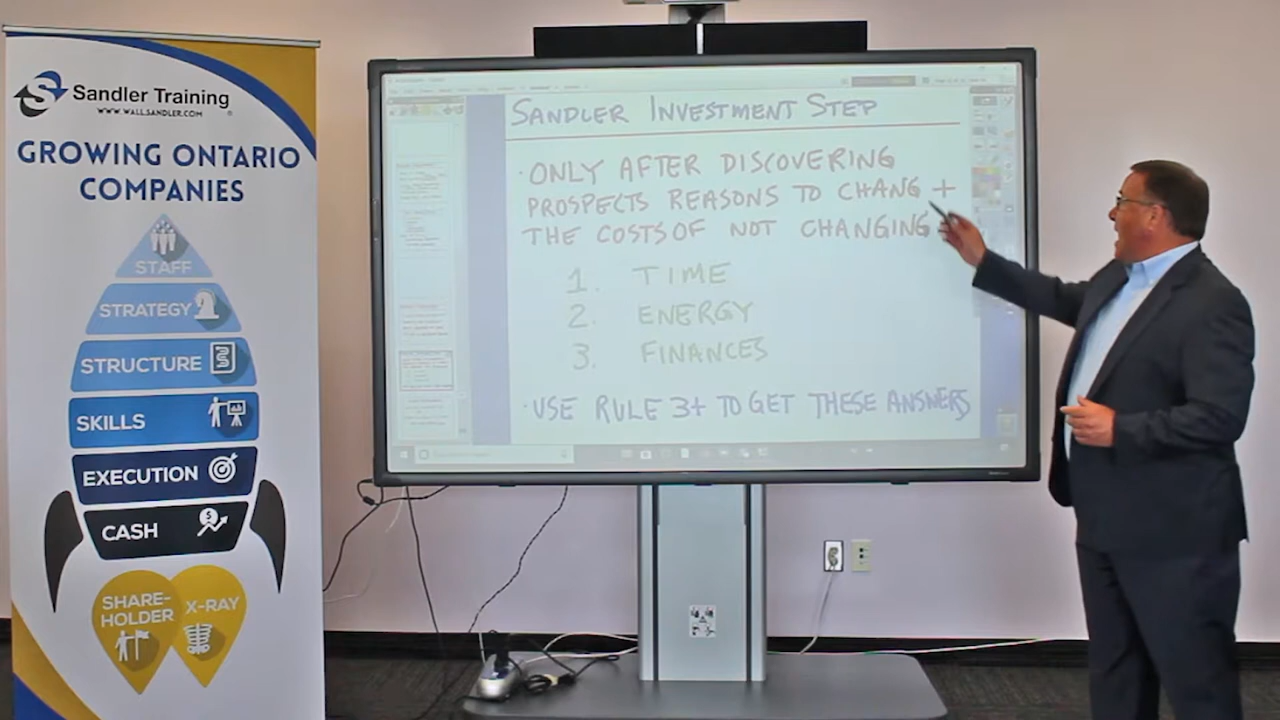 Sandler Training
WWW.WALL.SANDLER.COM
GROWING ONTARIO
COMPANIES
STAFF
STRATEGY
STRUCTURE
SKILLS
EXECUTION
CASH
SHARE-
HOLDER
X-RAY
SANDLER INVESTMENT STEP
· ONLY AFTER DISCOVERING
PROSPECTS REASONS TO CHANG +
THE COSTS OF NOT CHANGING
1. TIME
2. ENERGY
3. FINANCES
· USE RULE 3+ TO GET THESE ANSWERS